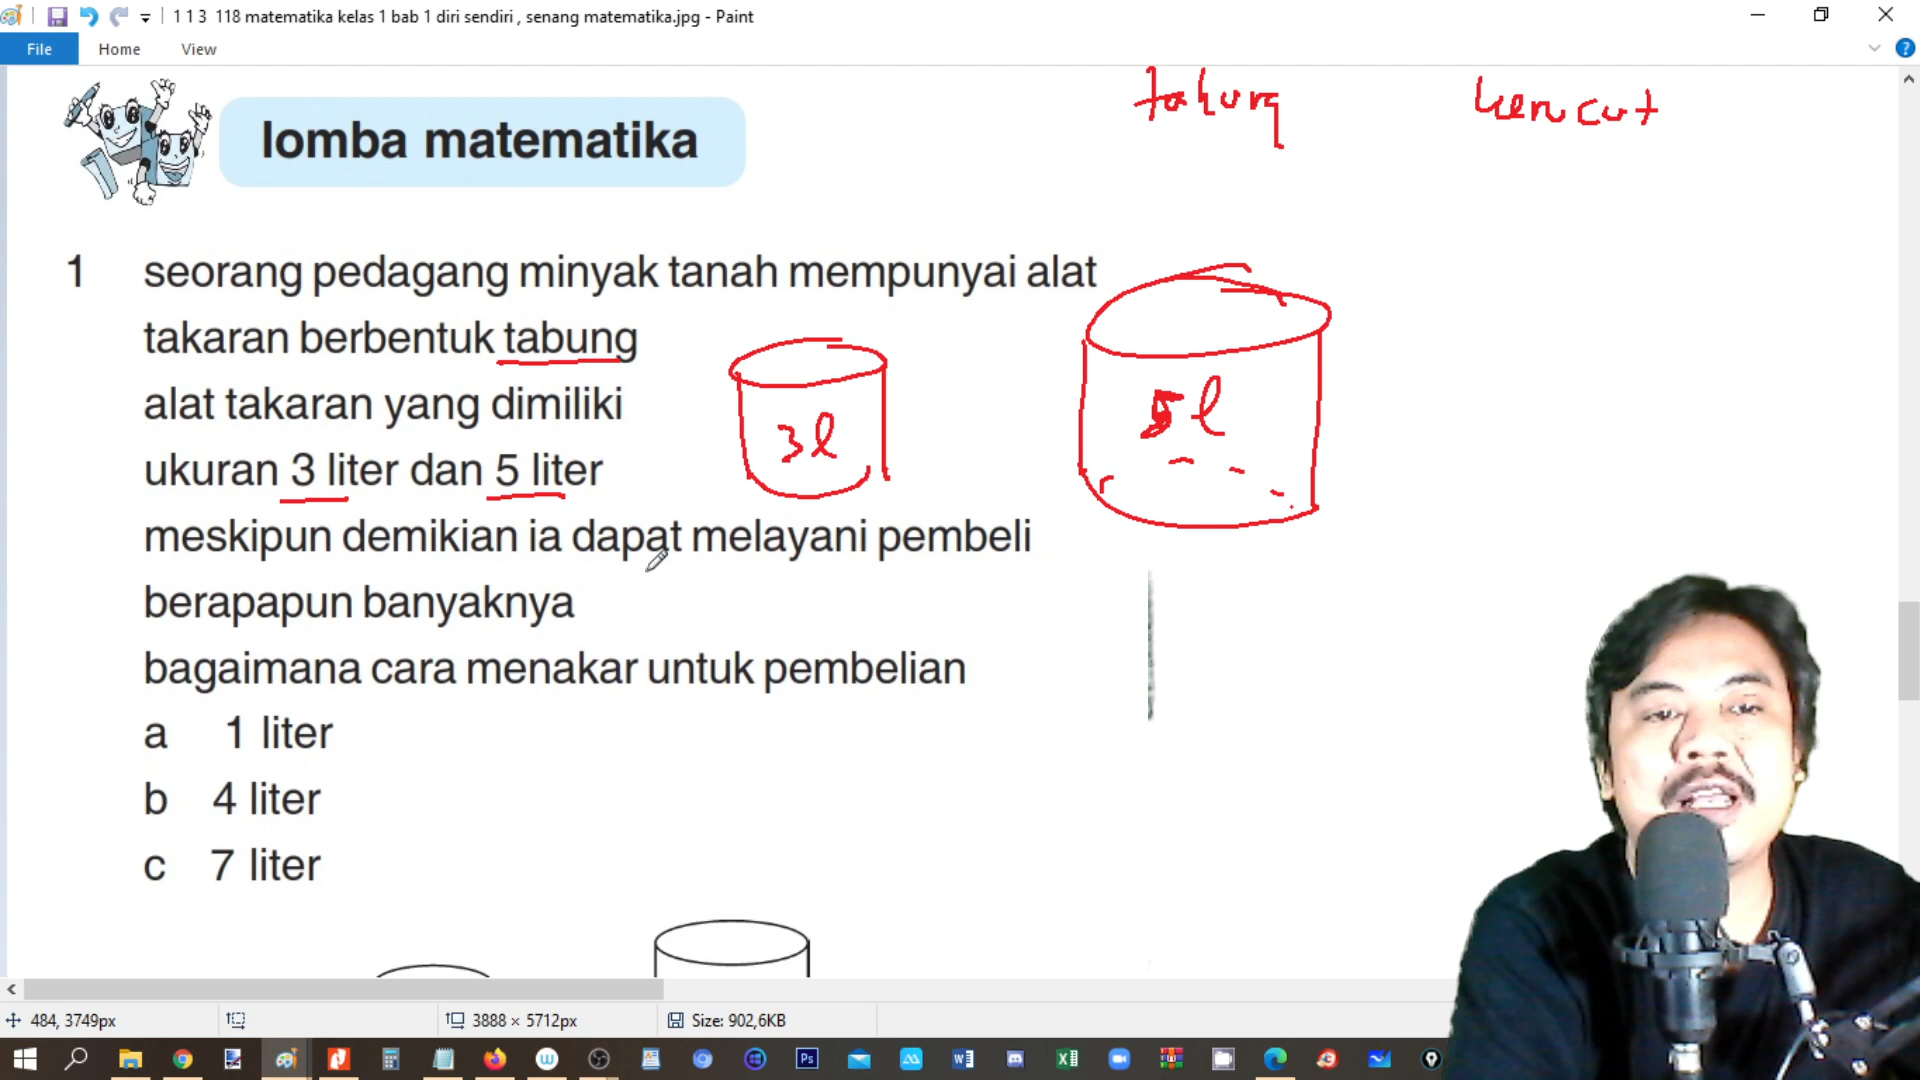 1 1 3  118 matematika kelas 1 bab 1 diri sendiri , senang matematika.jpg - Paint
File Home View
tabung kerucut
lomba matematika
1 seorang pedagang minyak tanah mempunyai alat
takaran berbentuk tabung
alat takaran yang dimiliki
ukuran 3 liter dan 5 liter
3 l
5 l
meskipun demikian ia dapat melayani pembeli
berapapun banyaknya
bagaimana cara menakar untuk pembelian
a 1 liter
b 4 liter
c 7 liter
484, 3749px 3888 × 5712px Size: 902,6KB